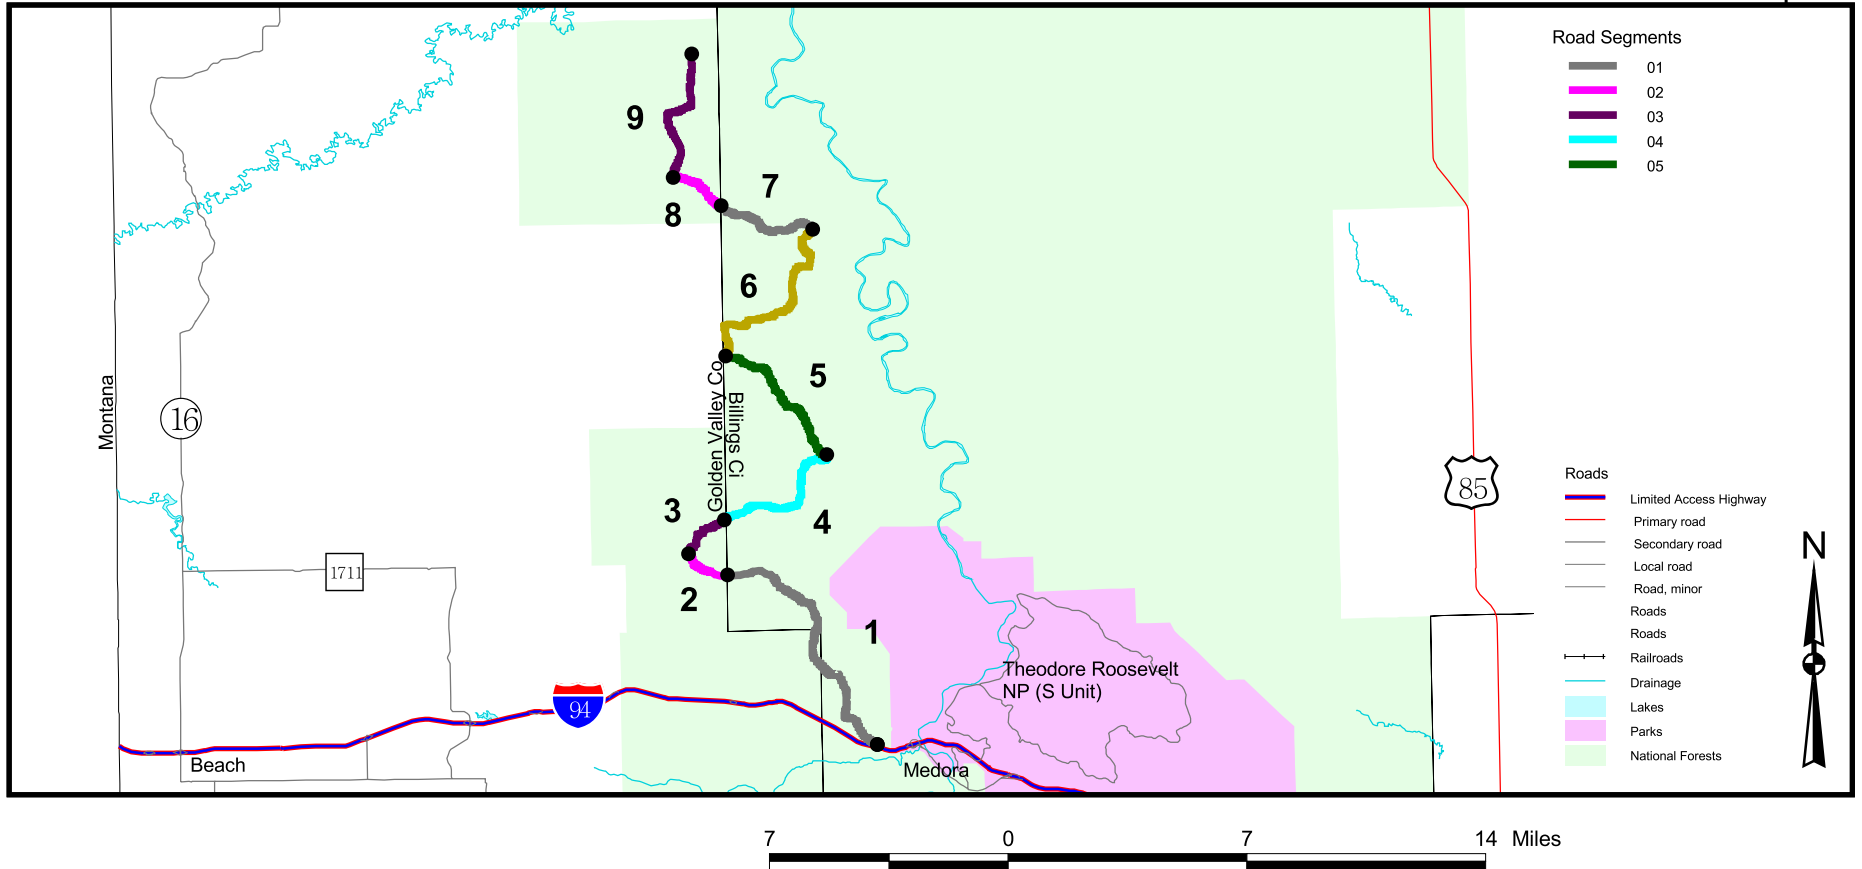 Road Segments
01
02
03
04
05
9
7
8
6
5
Golden Valley Co
Billings Ci
Montana
16
85
3
4
2
1
1711
Theodore Roosevelt
NP (S Unit)
94
Beach
Medora
Roads
Limited Access Highway
Primary road
Secondary road
Local road
Road, minor
Roads
Roads
Railroads
Drainage
Lakes
Parks
National Forests
N
7 0 7 14 Miles